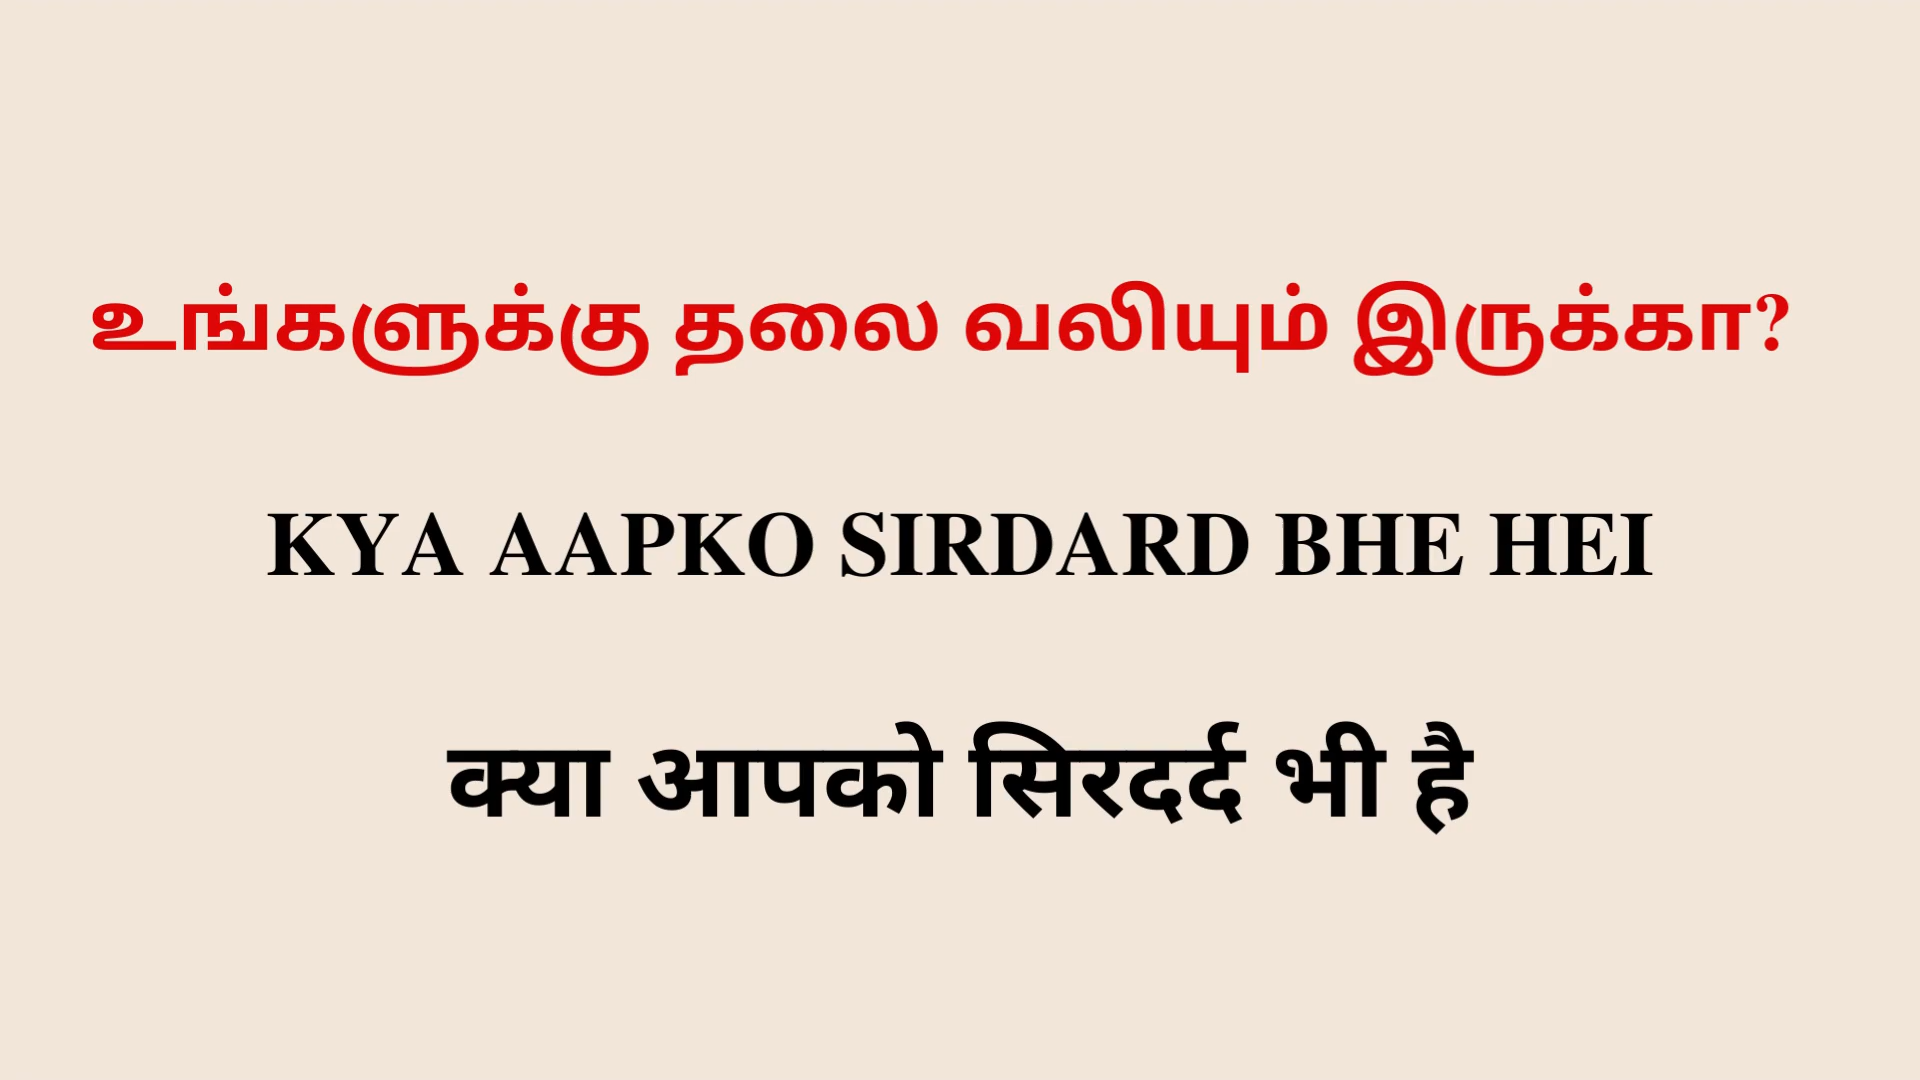 உங்களுக்கு தலை வலியும் இருக்கா?
KYA AAPKO SIRDARD BHE HEI
क्या आपको सिरदर्द भी है